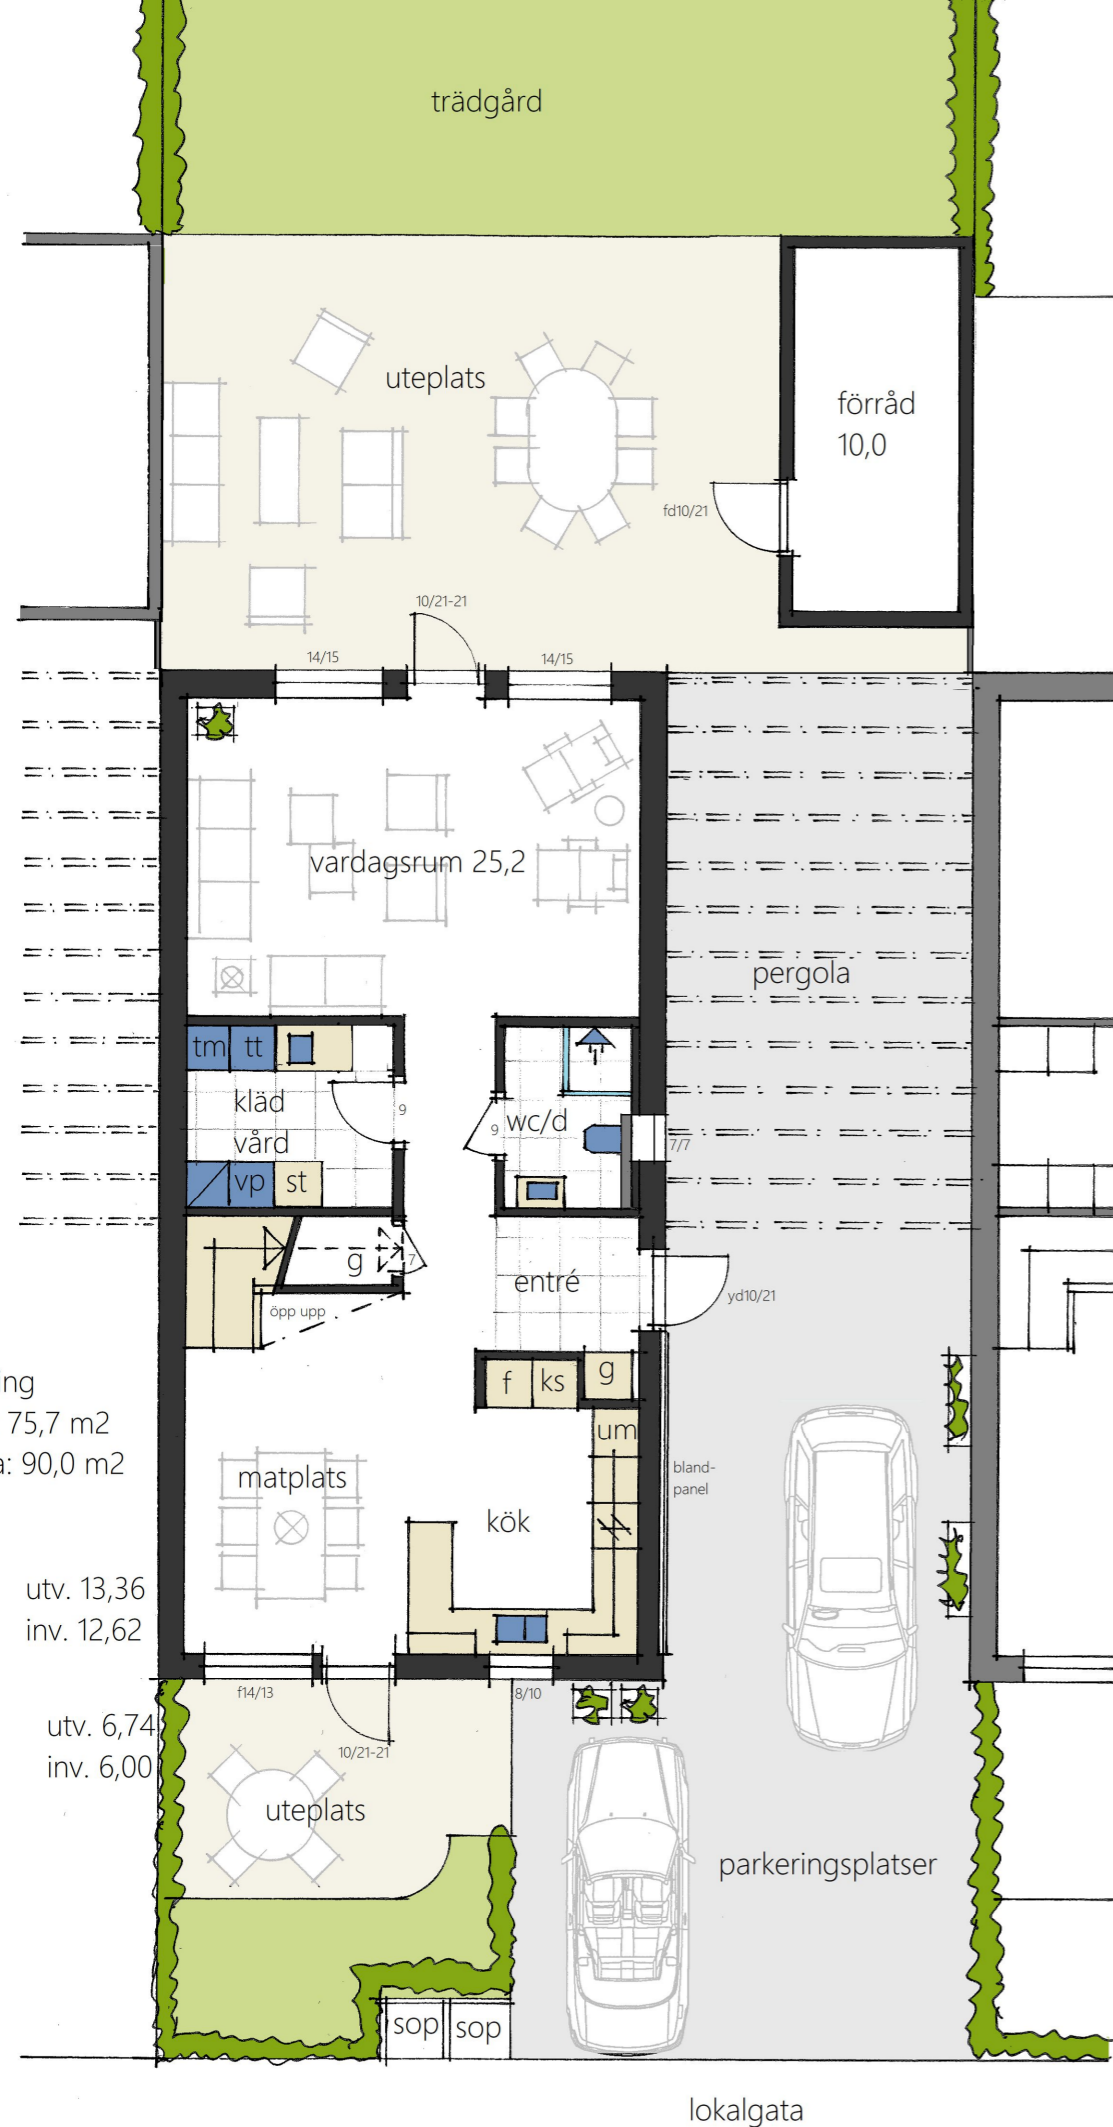 trädgård
uteplats
förråd
10,0
fd10/21
10/21-21
14/15
14/15
vardagsrum 25,2
pergola
tm tt
kläd
vård
9
9
wc/d
7/7
vp st
g
7
entré
öpp upp
yd10/21
f ks g
um
ing
75,7 m2
a: 90,0 m2
matplats
kök
bland-
panel
utv. 13,36
inv. 12,62
f14/13
8/10
10/21-21
utv. 6,74
inv. 6,00
uteplats
parkeringsplatser
sop sop
lokalgata